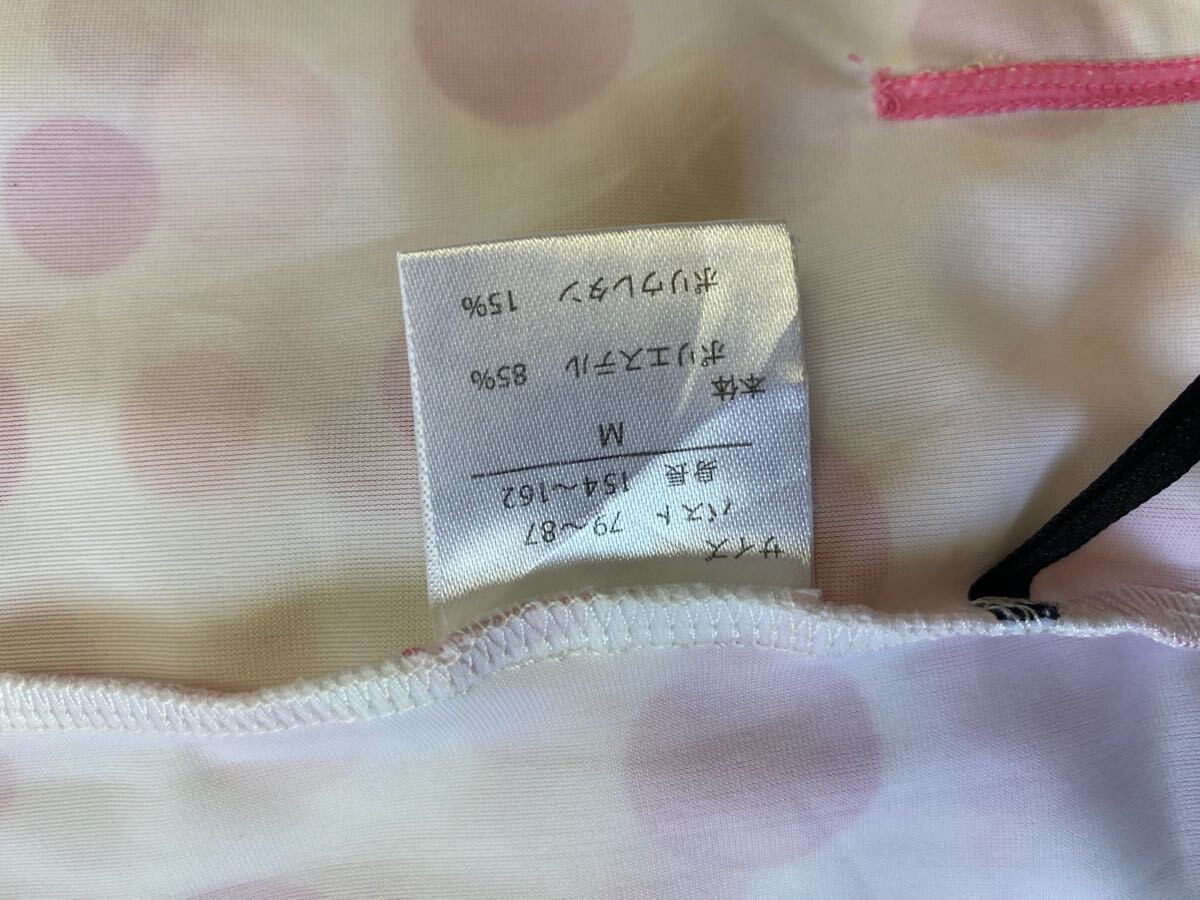 サイズ
バスト 79～87
身長 154～162
M
本体
ポリエステル 85%
ポリウレタン 15%